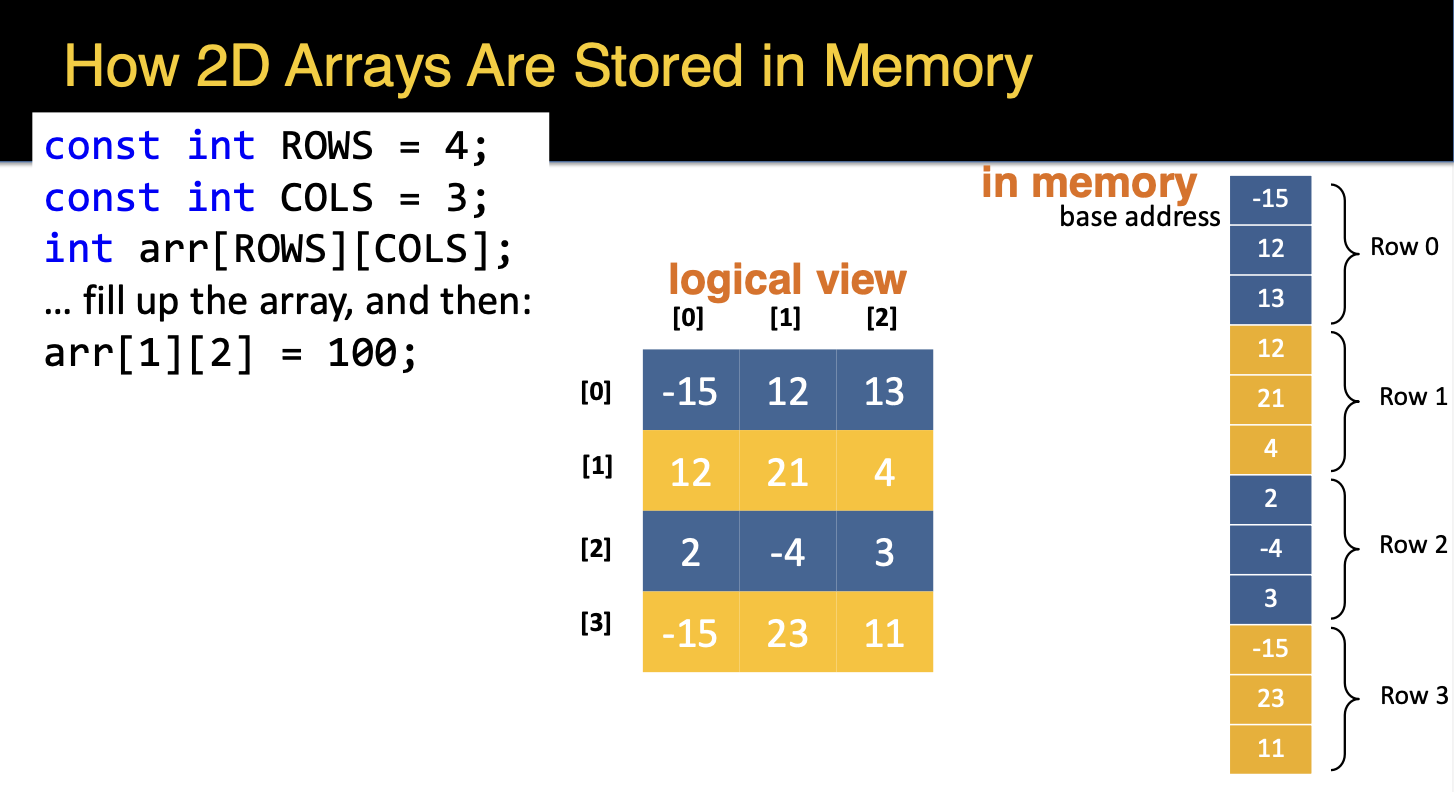 How 2D Arrays Are Stored in Memory
const int ROWS = 4;
const int COLS = 3;
int arr[ROWS][COLS];
… fill up the array, and then:
arr[1][2] = 100;
logical view
[0] [1] [2]
[0] -15 12 13
[1] 12 21 4
[2] 2 -4 3
[3] -15 23 11
in memory
base address
-15
12
13
Row 0
12
21
4
Row 1
2
-4
3
Row 2
-15
23
11
Row 3